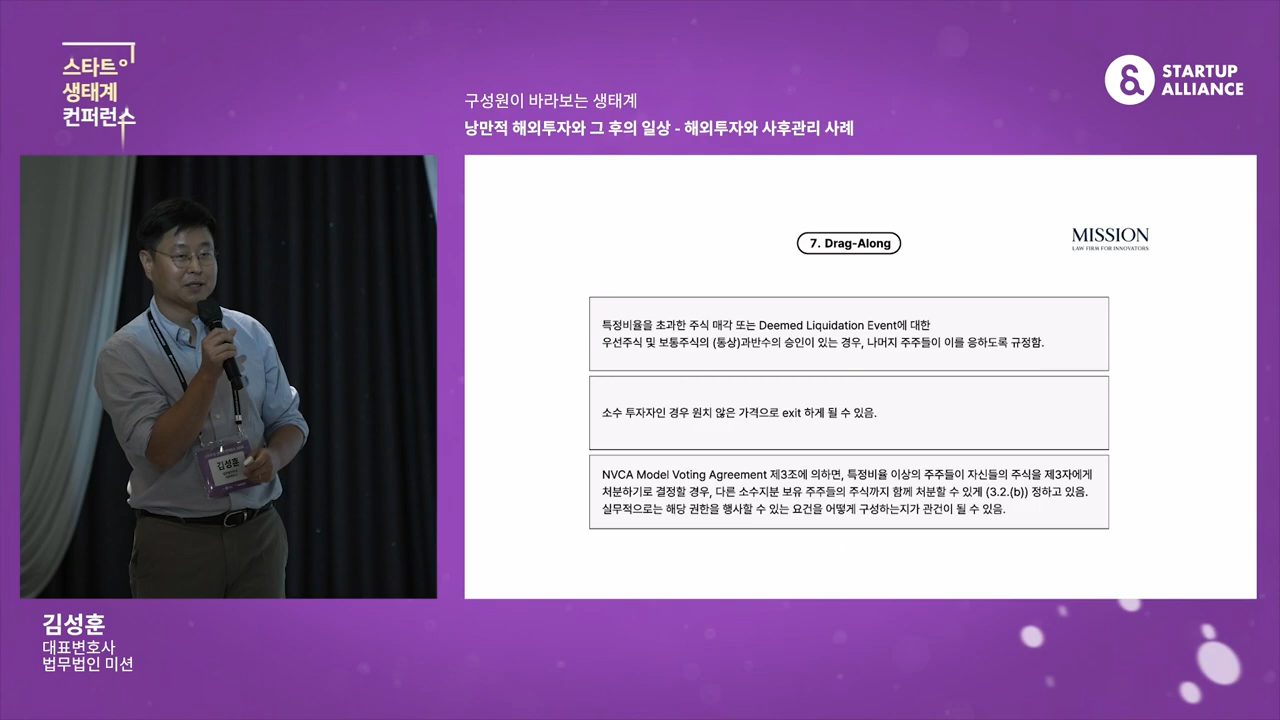 스타트
생태계
컨퍼런스
구성원이 바라보는 생태계
낭만적 해외투자와 그 후의 일상 - 해외투자와 사후관리 사례
STARTUP
ALLIANCE
7. Drag-Along
MISSION
LAW FIRM FOR INNOVATORS
특정비율을 초과한 주식 매각 또는 Deemed Liquidation Event에 대한
우선주식 및 보통주식의 (통상)과반수의 승인이 있는 경우, 나머지 주주들이 이를 응하도록 규정함.
소수 투자자인 경우 원치 않은 가격으로 exit 하게 될 수 있음.
NVCA Model Voting Agreement 제3조에 의하면, 특정비율 이상의 주주들이 자신들의 주식을 제3자에게
처분하기로 결정할 경우, 다른 소수지분 보유 주주들의 주식까지 함께 처분할 수 있게 (3.2.(b)) 정하고 있음.
실무적으로는 해당 권한을 행사할 수 있는 요건을 어떻게 구성하는지가 관건이 될 수 있음.
김성훈
김성훈
대표변호사
법무법인 미션